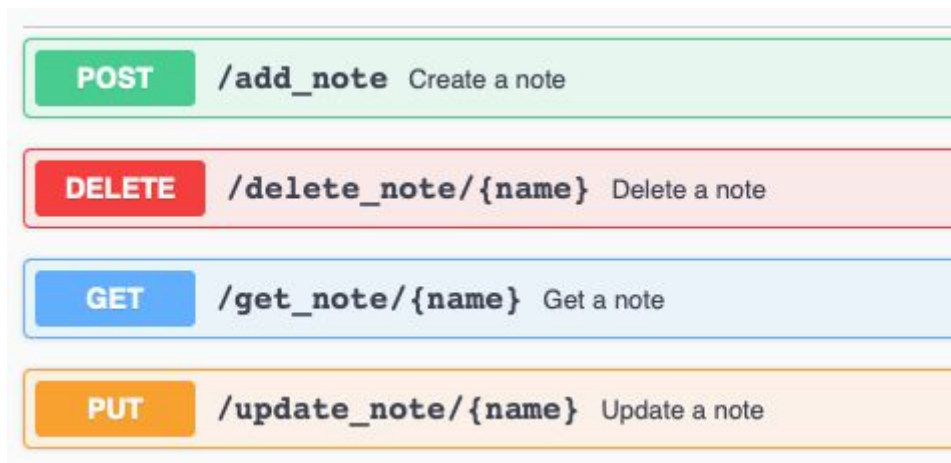 POST /add_note Create a note
DELETE /delete_note/{name} Delete a note
GET /get_note/{name} Get a note
PUT /update_note/{name} Update a note